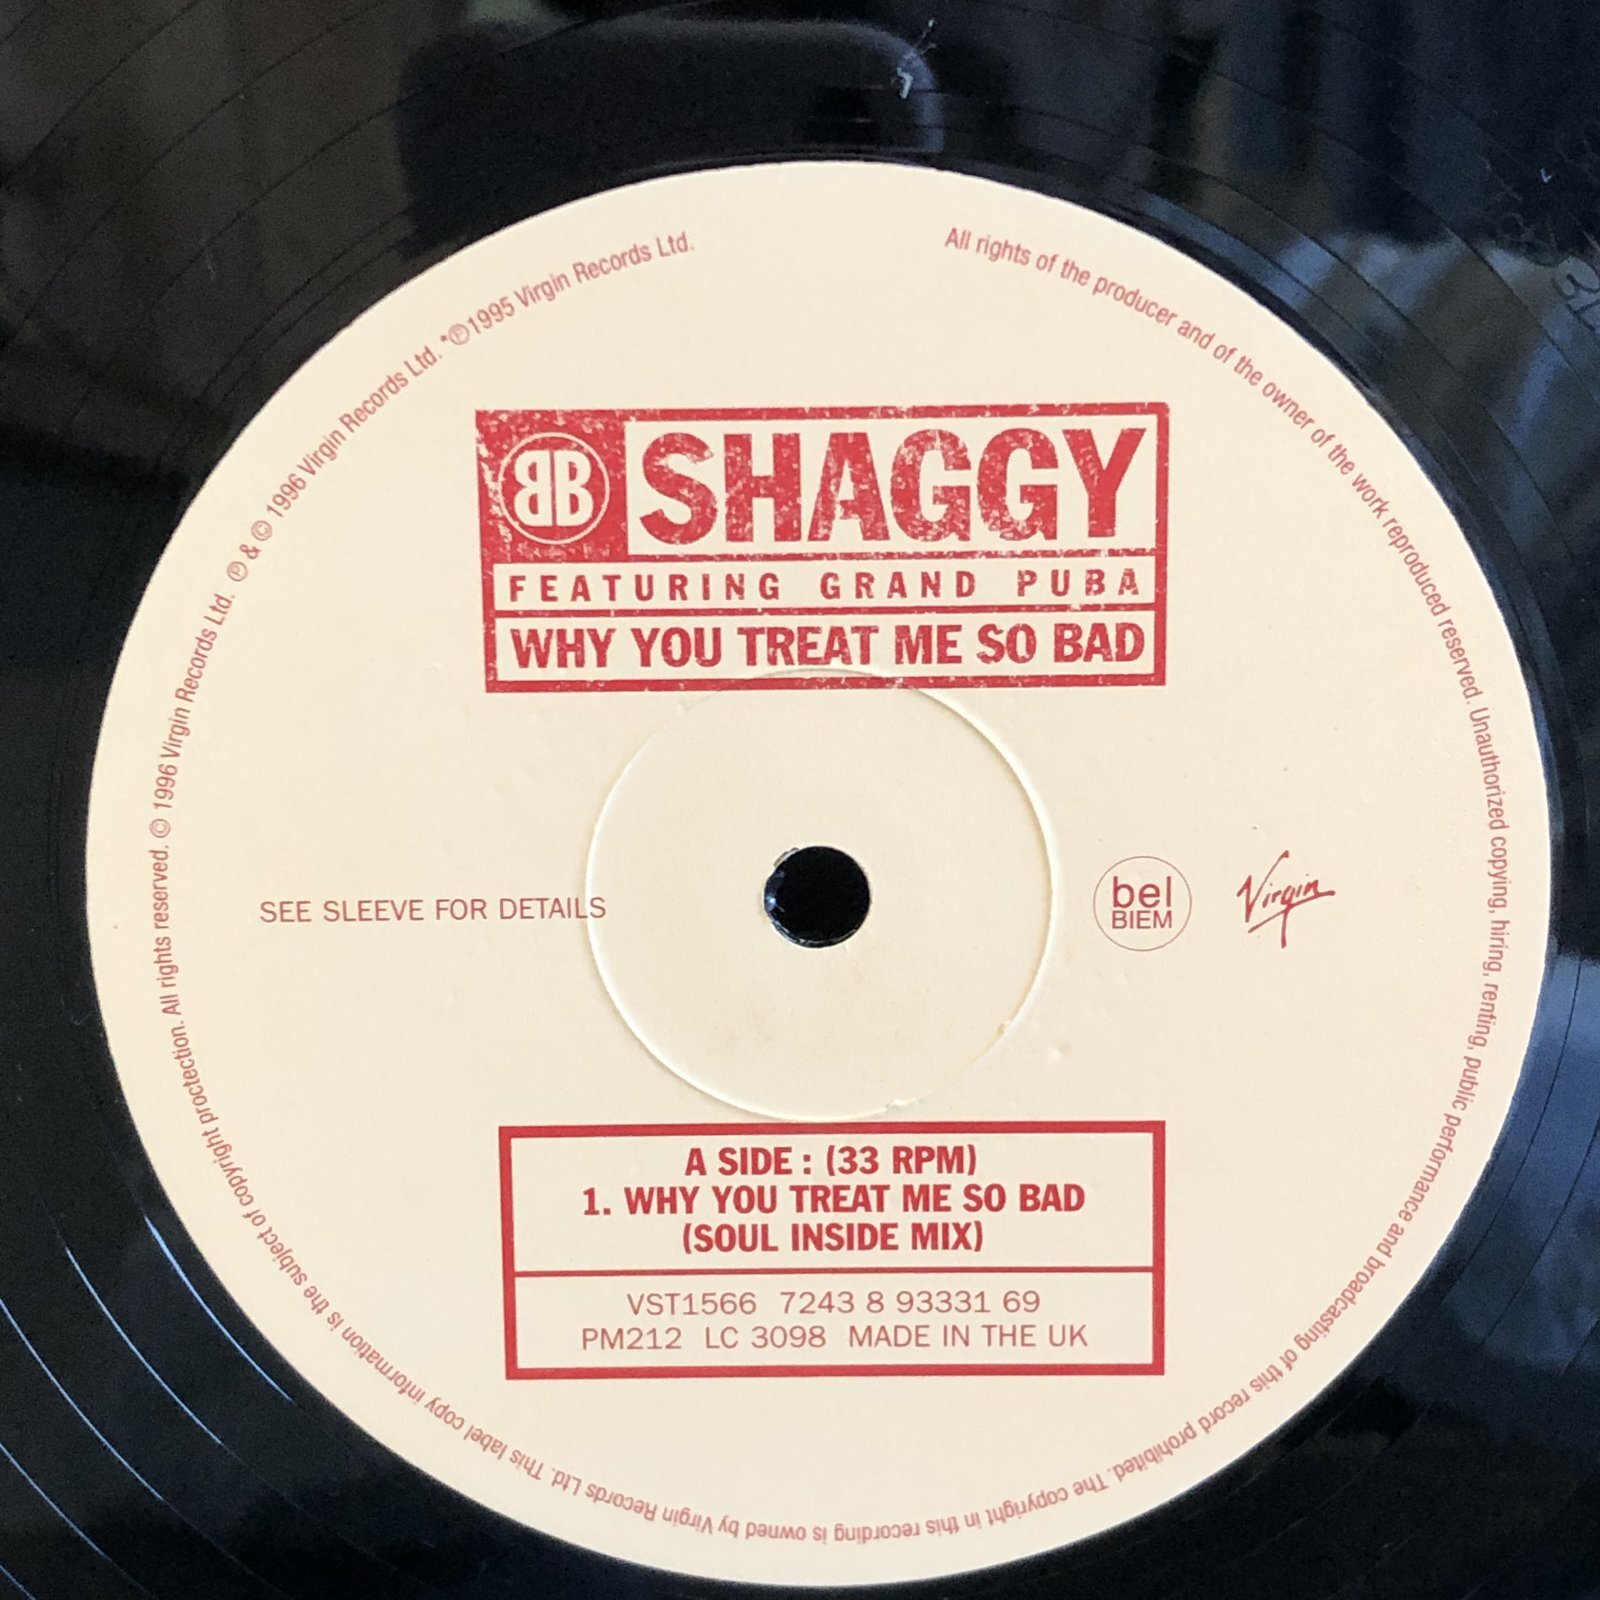 All rights of the producer and of the owner of the work reproduced reserved. Unauthorized copying, hiring, renting, public performance and broadcasting of this record prohibited. The copyright in this recording is owned by Virgin Records Ltd. This label copy information is the subject of copyright proctection. All rights reserved. © 1996 Virgin Records Ltd. ℗ & © 1996 Virgin Records Ltd. *℗1995 Virgin Records Ltd.
BB SHAGGY
FEATURING GRAND PUBA
WHY YOU TREAT ME SO BAD
SEE SLEEVE FOR DETAILS
bel
BIEM
Virgin
A SIDE : (33 RPM)
1. WHY YOU TREAT ME SO BAD
(SOUL INSIDE MIX)
VST1566 7243 8 93331 69
PM212 LC 3098 MADE IN THE UK